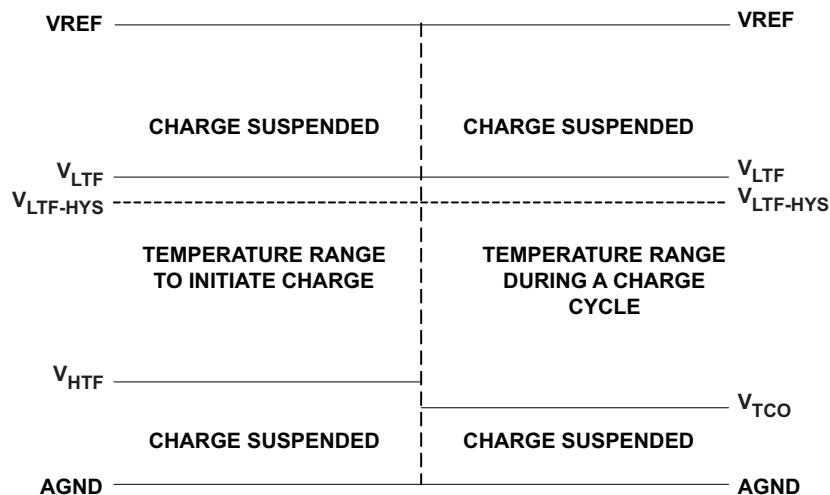 VREF VREF
CHARGE SUSPENDED CHARGE SUSPENDED
VLTF VLTF
VLTF-HYS VLTF-HYS
TEMPERATURE RANGE
TO INITIATE CHARGE
TEMPERATURE RANGE
DURING A CHARGE
CYCLE
VHTF
VTCO
CHARGE SUSPENDED CHARGE SUSPENDED
AGND AGND